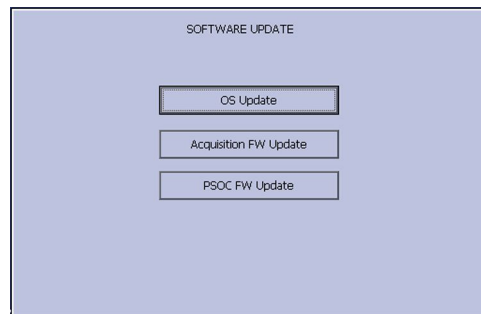 SOFTWARE UPDATE
OS Update
Acquisition FW Update
PSOC FW Update